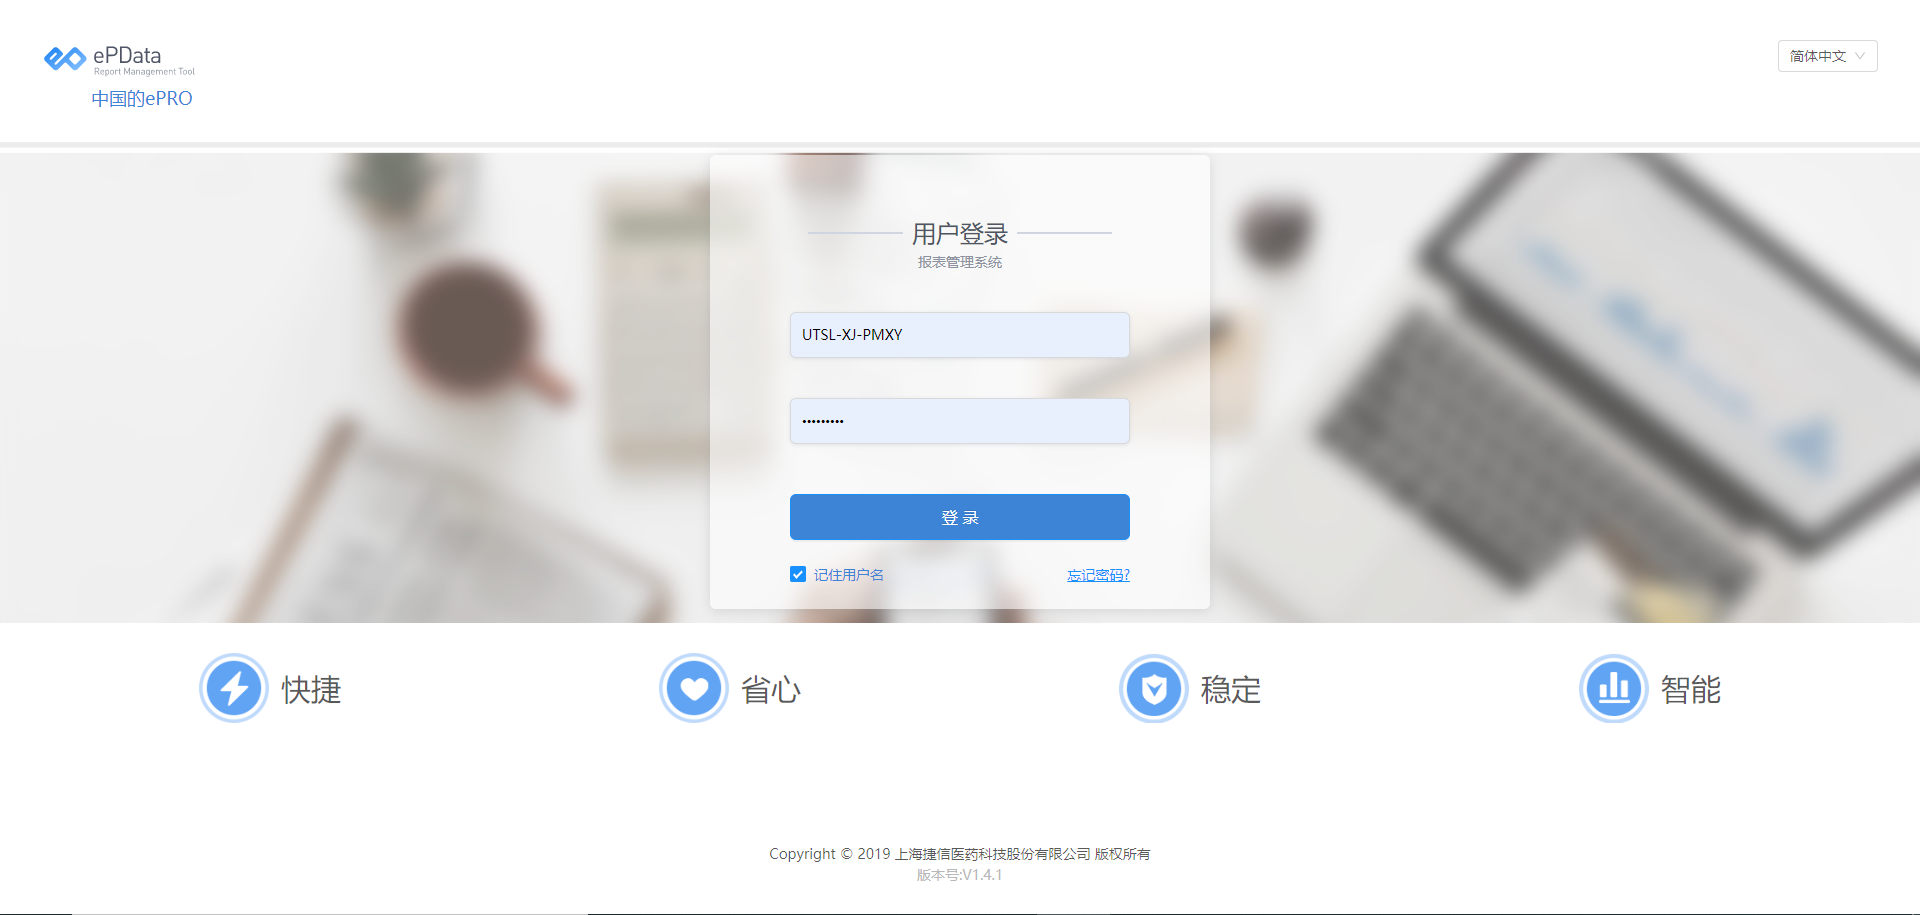 ePData
Report Management Tool
中国的ePRO
简体中文
用户登录
报表管理系统
UTSL-XJ-PMXY
•••••••••
登 录
记住用户名
忘记密码?
快捷
省心
稳定
智能
Copyright © 2019 上海捷信医药科技股份有限公司 版权所有
版本号:V1.4.1